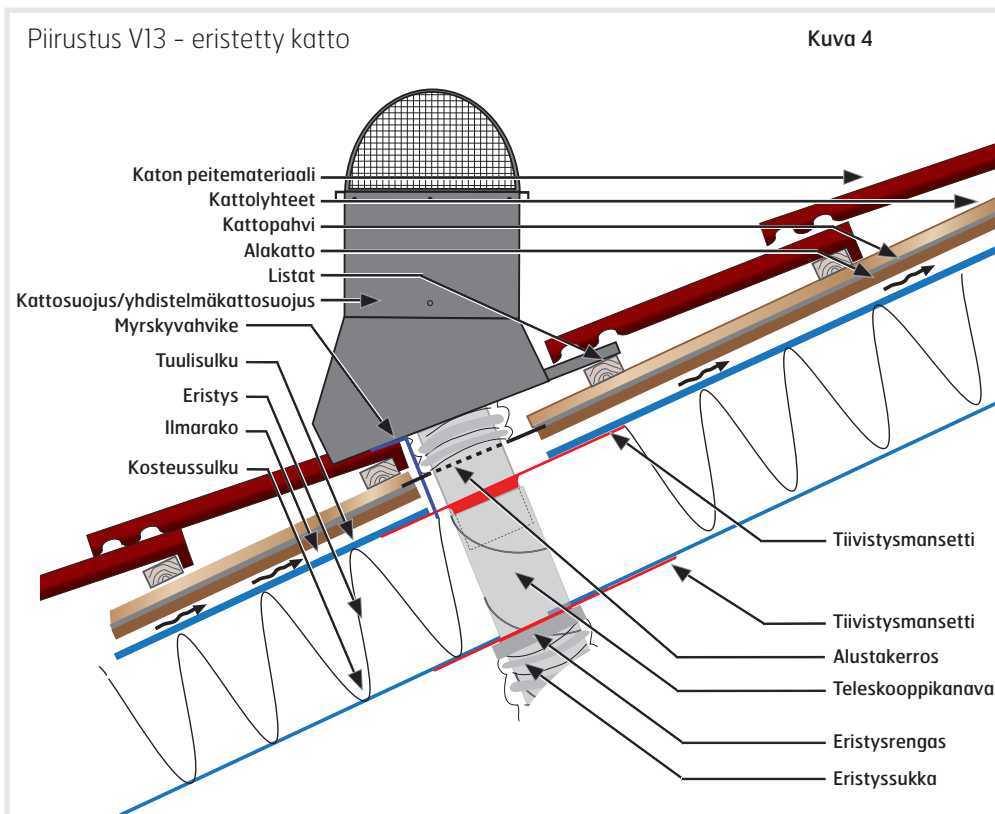 Piirustus V13 - eristetty katto
Kuva 4
Katon peitemateriaali
Kattolyhteet
Kattopahvi
Alakatto
Listat
Kattosuojus/yhdistelmäkattosuojus
Myrskyvahvike
Tuulisulku
Eristys
Ilmarako
Kosteussulku
Tiivistysmansetti
Tiivistysmansetti
Alustakerros
Teleskooppikanava
Eristysrengas
Eristyssukka